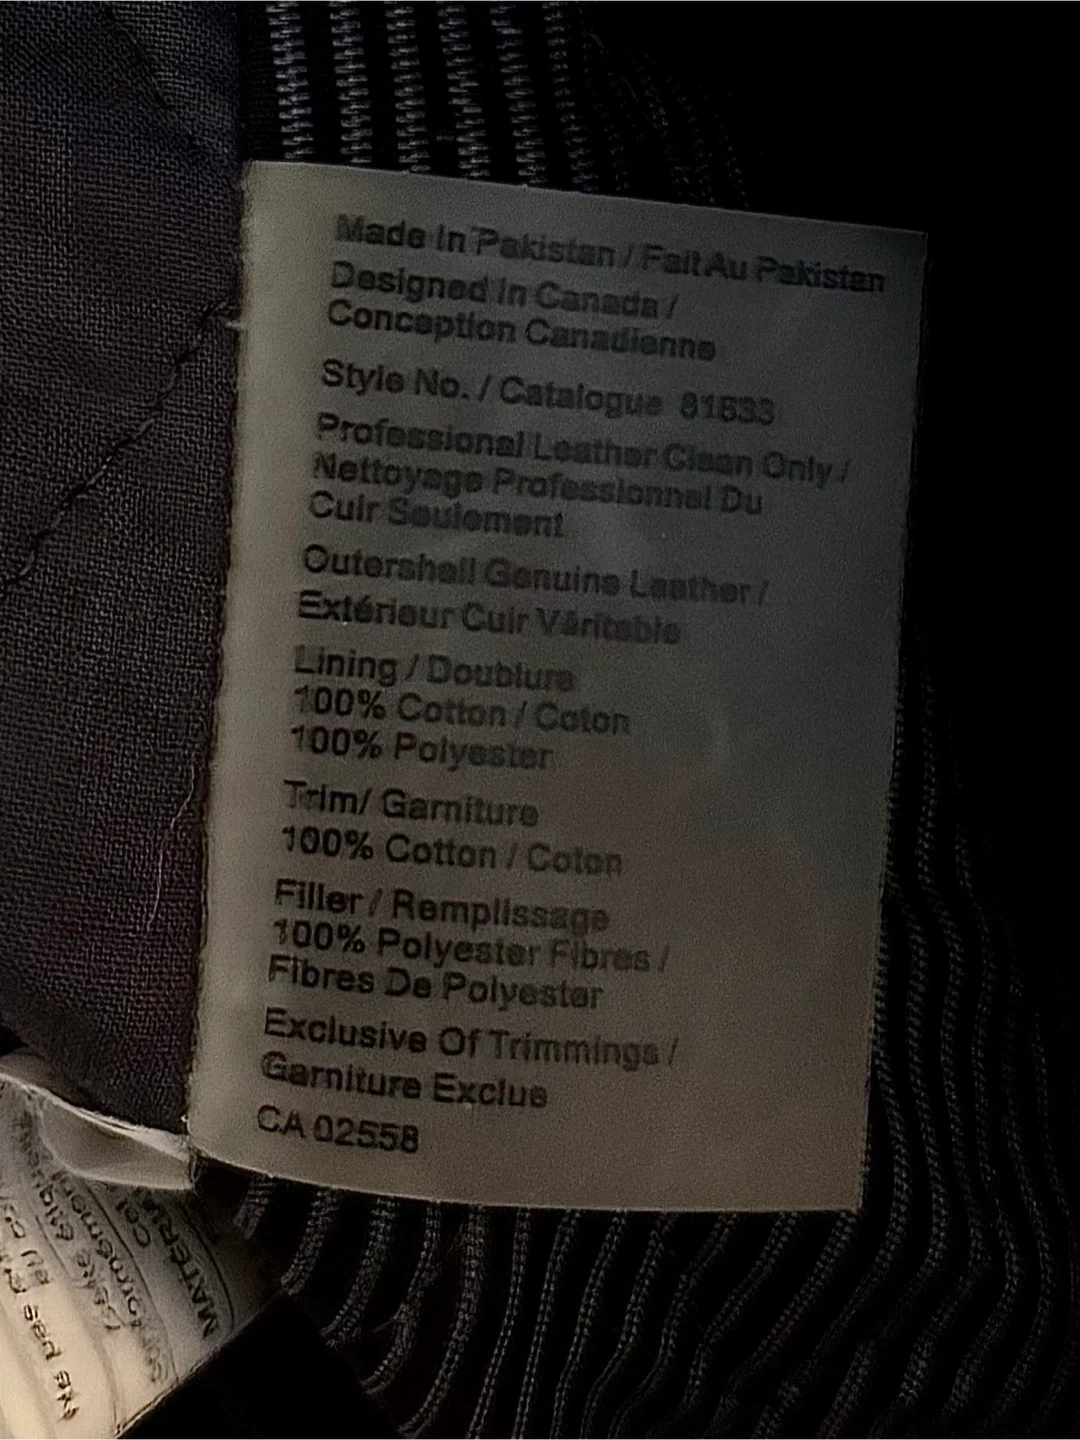 Made In Pakistan / Fait Au Pakistan
Designed In Canada /
Conception Canadienne
Style No. / Catalogue 81633
Professional Leather Clean Only /
Nettoyage Professionnel Du
Cuir Seulement
Outershell Genuine Leather /
Extérieur Cuir Véritable
Lining / Doublure
100% Cotton / Coton
100% Polyester
Trim/ Garniture
100% Cotton / Coton
Filler / Remplissage
100% Polyester Fibres /
Fibres De Polyester
Exclusive Of Trimmings /
Garniture Exclue
CA 02558
Ne pas